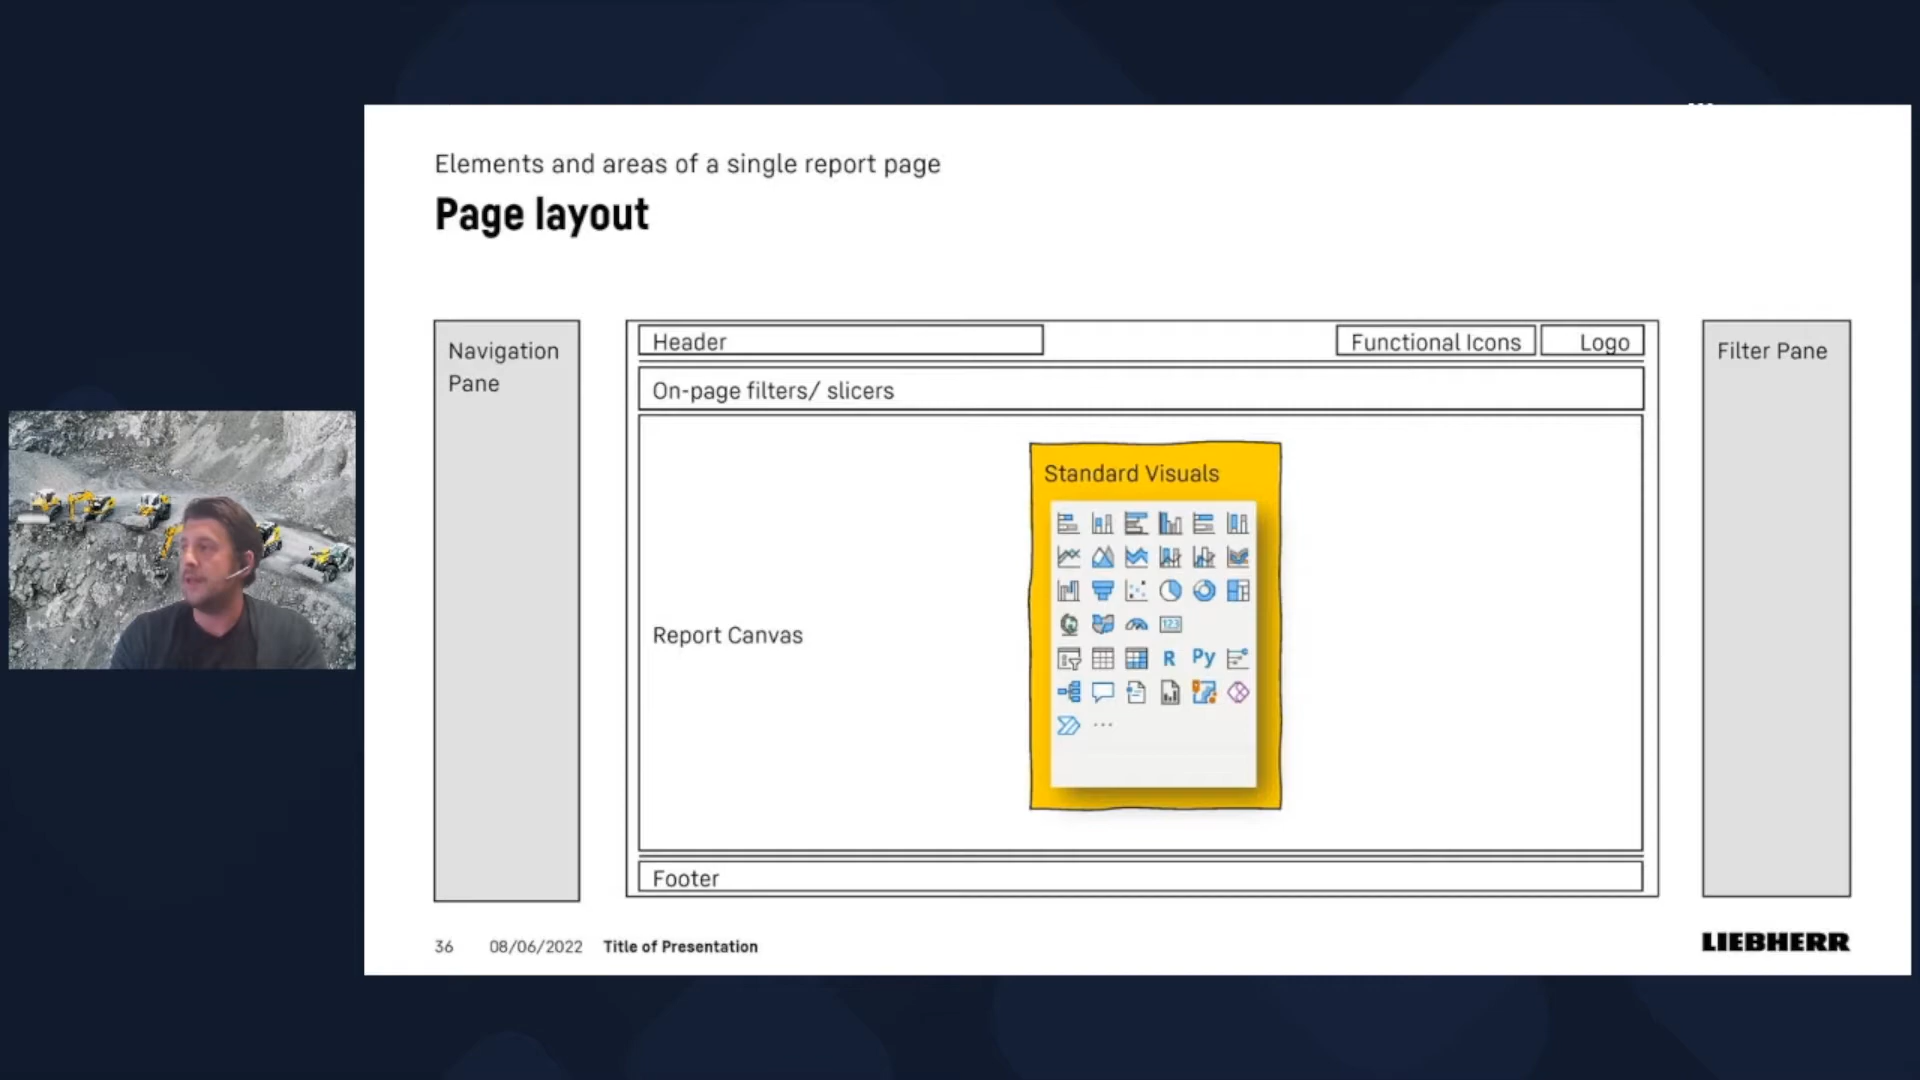 Elements and areas of a single report page
Page layout
Navigation
Pane
Header
Functional Icons
Logo
Filter Pane
On-page filters/ slicers
Standard Visuals
123
R
Py
Report Canvas
Footer
36
08/06/2022
Title of Presentation
LIEBHERR